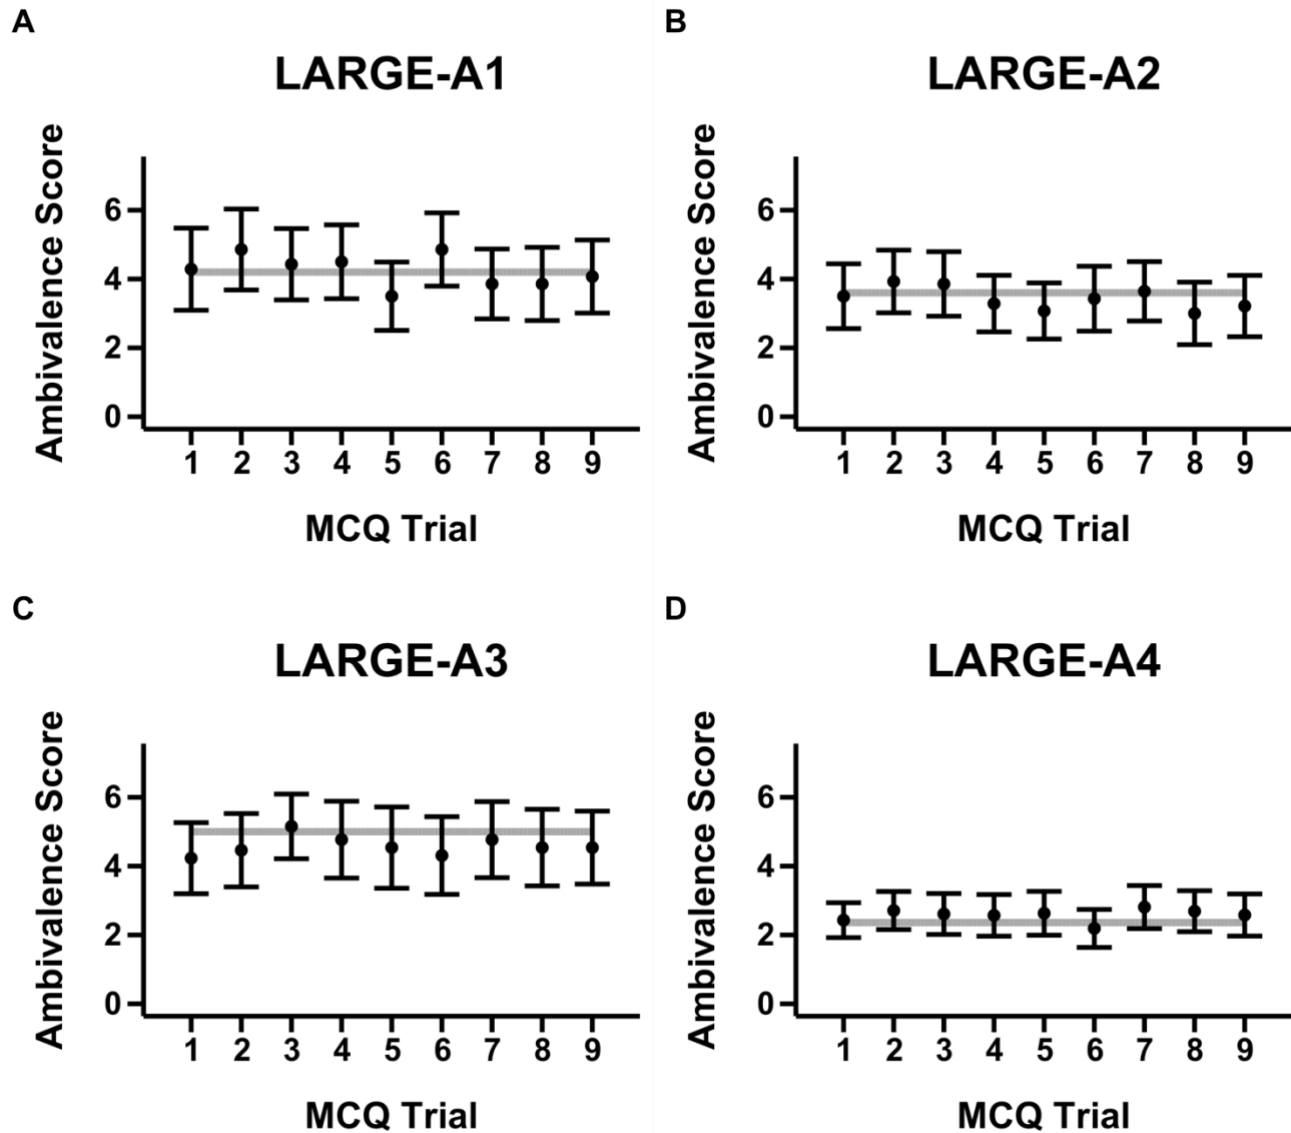 A
LARGE-A1
Ambivalence Score
6
4
2
0
1 2 3 4 5 6 7 8 9
MCQ Trial
B
LARGE-A2
Ambivalence Score
6
4
2
0
1 2 3 4 5 6 7 8 9
MCQ Trial
C
LARGE-A3
Ambivalence Score
6
4
2
0
1 2 3 4 5 6 7 8 9
MCQ Trial
D
LARGE-A4
Ambivalence Score
6
4
2
0
1 2 3 4 5 6 7 8 9
MCQ Trial